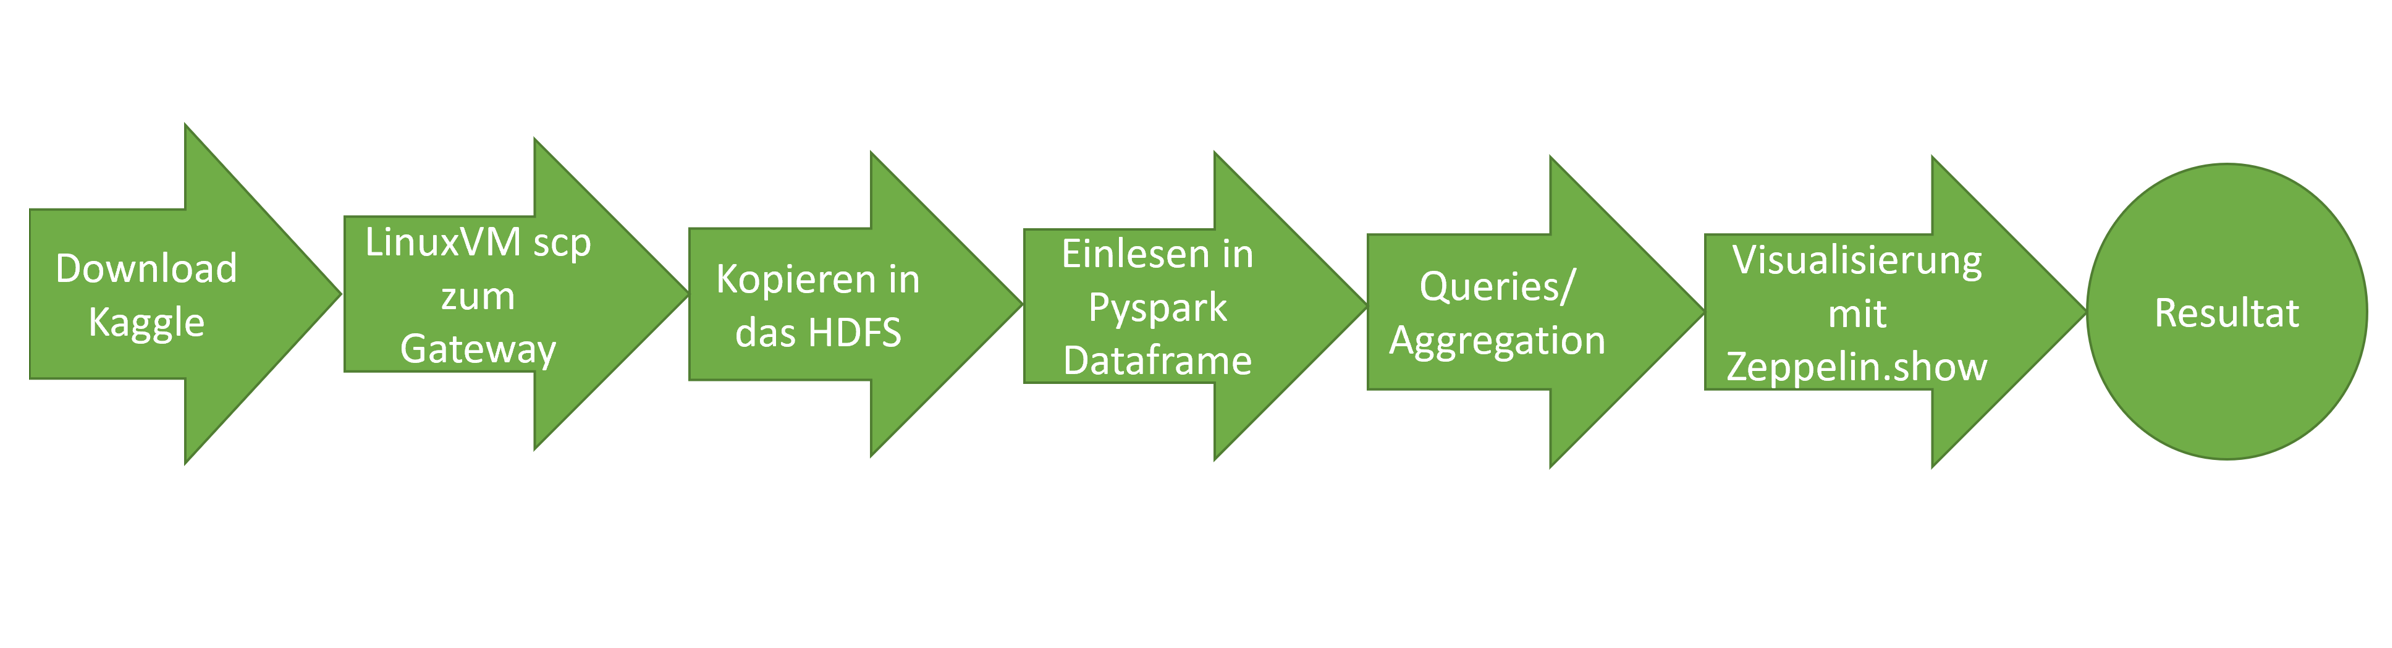 Download
Kaggle
LinuxVM scp
zum
Gateway
Kopieren in
das HDFS
Einlesen in
Pyspark
Dataframe
Queries/
Aggregation
Visualisierung
mit
Zeppelin.show
Resultat